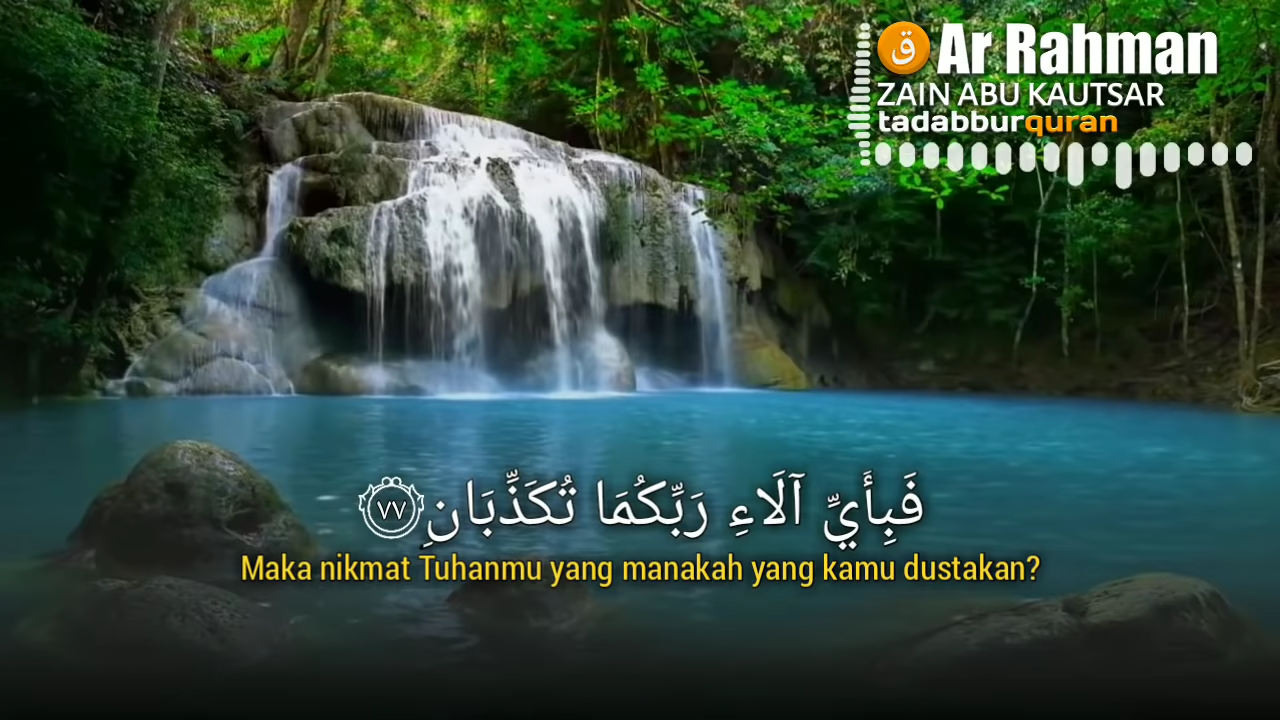 ق Ar Rahman
ZAIN ABU KAUTSAR
tadabburquran
فَبِأَيِّ آلَاءِ رَبِّكُمَا تُكَذِّبَانِ ٧٧
Maka nikmat Tuhanmu yang manakah yang kamu dustakan?